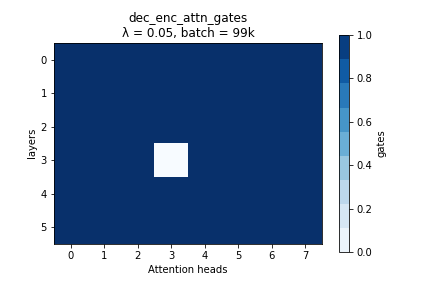 dec_enc_attn_gates
λ = 0.05, batch = 99k
1.0
0.8
0.6
0.4
0.2
0.0
gates
layers
0
1
2
3
4
5
0 1 2 3 4 5 6 7
Attention heads